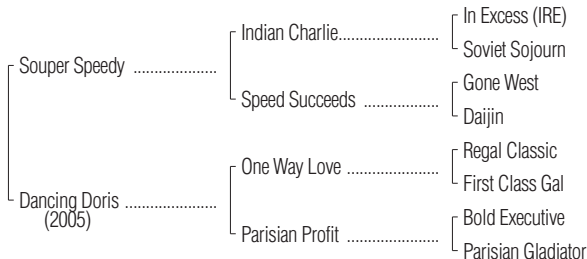 In Excess (IRE)
Indian Charlie....................
Soviet Sojourn
Souper Speedy ..................
Gone West
Speed Succeeds ................
Daijin
Regal Classic
One Way Love ...................
First Class Gal
Dancing Doris ....................
(2005)
Bold Executive
Parisian Profit ...................
Parisian Gladiator